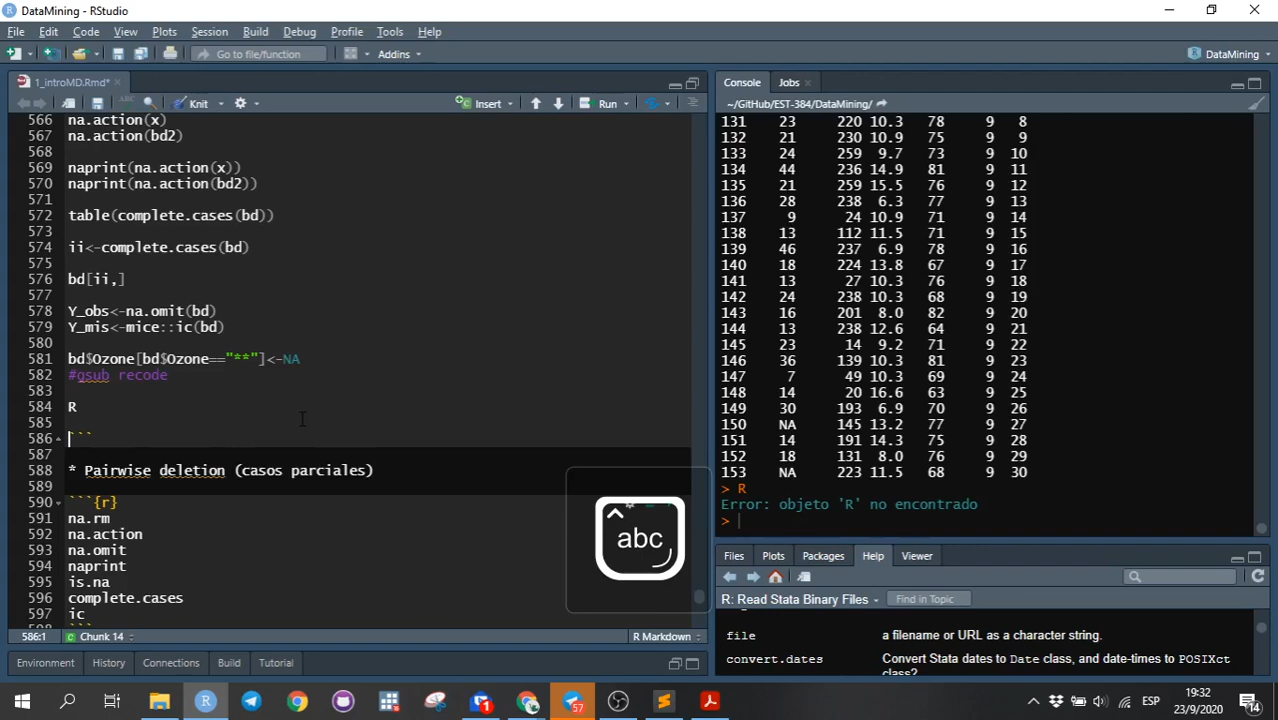 DataMining - RStudio
File Edit Code View Plots Session Build Debug Profile Tools Help
Go to file/function Addins DataMining
1_introMD.Rmd*
Knit Insert Run
566 na.action(x)
567 na.action(bd2)
568
569 naprint(na.action(x))
570 naprint(na.action(bd2))
571
572 table(complete.cases(bd))
573
574 ii<-complete.cases(bd)
575
576 bd[ii,]
577
578 Y_obs<-na.omit(bd)
579 Y_mis<-mice::ic(bd)
580
581 bd$Ozone[bd$Ozone=="**"]<-NA
582 #gsub recode
583
584 R
585
586 ```
587
588 * Pairwise deletion (casos parciales)
589
590 ```{r}
591 na.rm
592 na.action
593 na.omit
594 naprint
595 is.na
596 complete.cases
597 ic
586:1 Chunk 14 R Markdown
Environment History Connections Build Tutorial
Console Jobs
~/GitHub/EST-384/DataMining/
131 23 220 10.3 78 9 8
132 21 230 10.9 75 9 9
133 24 259 9.7 73 9 10
134 44 236 14.9 81 9 11
135 21 259 15.5 76 9 12
136 28 238 6.3 77 9 13
137 9 24 10.9 71 9 14
138 13 112 11.5 71 9 15
139 46 237 6.9 78 9 16
140 18 224 13.8 67 9 17
141 13 27 10.3 76 9 18
142 24 238 10.3 68 9 19
143 16 201 8.0 82 9 20
144 13 238 12.6 64 9 21
145 23 14 9.2 71 9 22
146 36 139 10.3 81 9 23
147 7 49 10.3 69 9 24
148 14 20 16.6 63 9 25
149 30 193 6.9 70 9 26
150 NA 145 13.2 77 9 27
151 14 191 14.3 75 9 28
152 18 131 8.0 76 9 29
153 NA 223 11.5 68 9 30
> R
Error: objeto 'R' no encontrado
>
Files Plots Packages Help Viewer
R: Read Stata Binary Files Find in Topic
file a filename or URL as a character string.
convert.dates Convert Stata dates to Date class, and date-times to POSIXct
class?
abc
57
1
ESP
19:32
23/9/2020
14